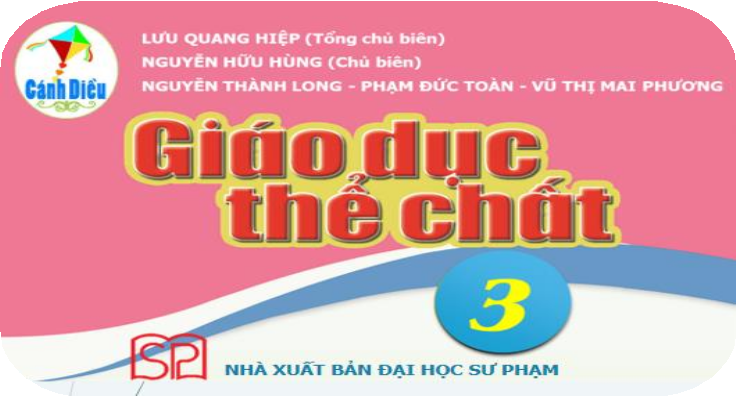 LƯU QUANG HIỆP (Tổng chủ biên)
NGUYỄN HỮU HÙNG (Chủ biên)
NGUYỄN THÀNH LONG - PHẠM ĐỨC TOÀN - VŨ THỊ MAI PHƯƠNG
Cánh Diều
Giáo dục
thể chất
3
SP
NHÀ XUẤT BẢN ĐẠI HỌC SƯ PHẠM